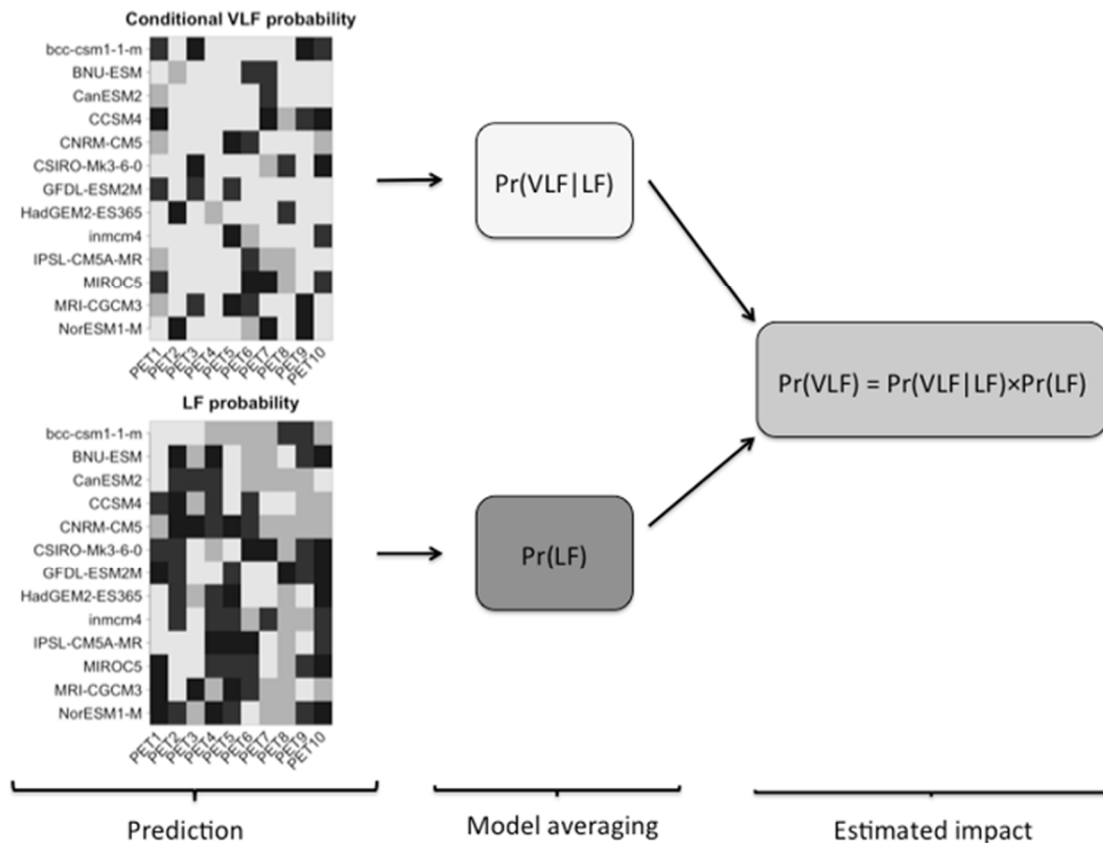 Conditional VLF probability
bcc-csm1-1-m
BNU-ESM
CanESM2
CCSM4
CNRM-CM5
CSIRO-Mk3-6-0
GFDL-ESM2M
HadGEM2-ES365
inmcm4
IPSL-CM5A-MR
MIROC5
MRI-CGCM3
NorESM1-M
PET1 PET2 PET3 PET4 PET5 PET6 PET7 PET8 PET9 PET10
LF probability
bcc-csm1-1-m
BNU-ESM
CanESM2
CCSM4
CNRM-CM5
CSIRO-Mk3-6-0
GFDL-ESM2M
HadGEM2-ES365
inmcm4
IPSL-CM5A-MR
MIROC5
MRI-CGCM3
NorESM1-M
PET1 PET2 PET3 PET4 PET5 PET6 PET7 PET8 PET9 PET10
Pr(VLF|LF)
Pr(LF)
Pr(VLF) = Pr(VLF|LF)×Pr(LF)
Prediction
Model averaging
Estimated impact